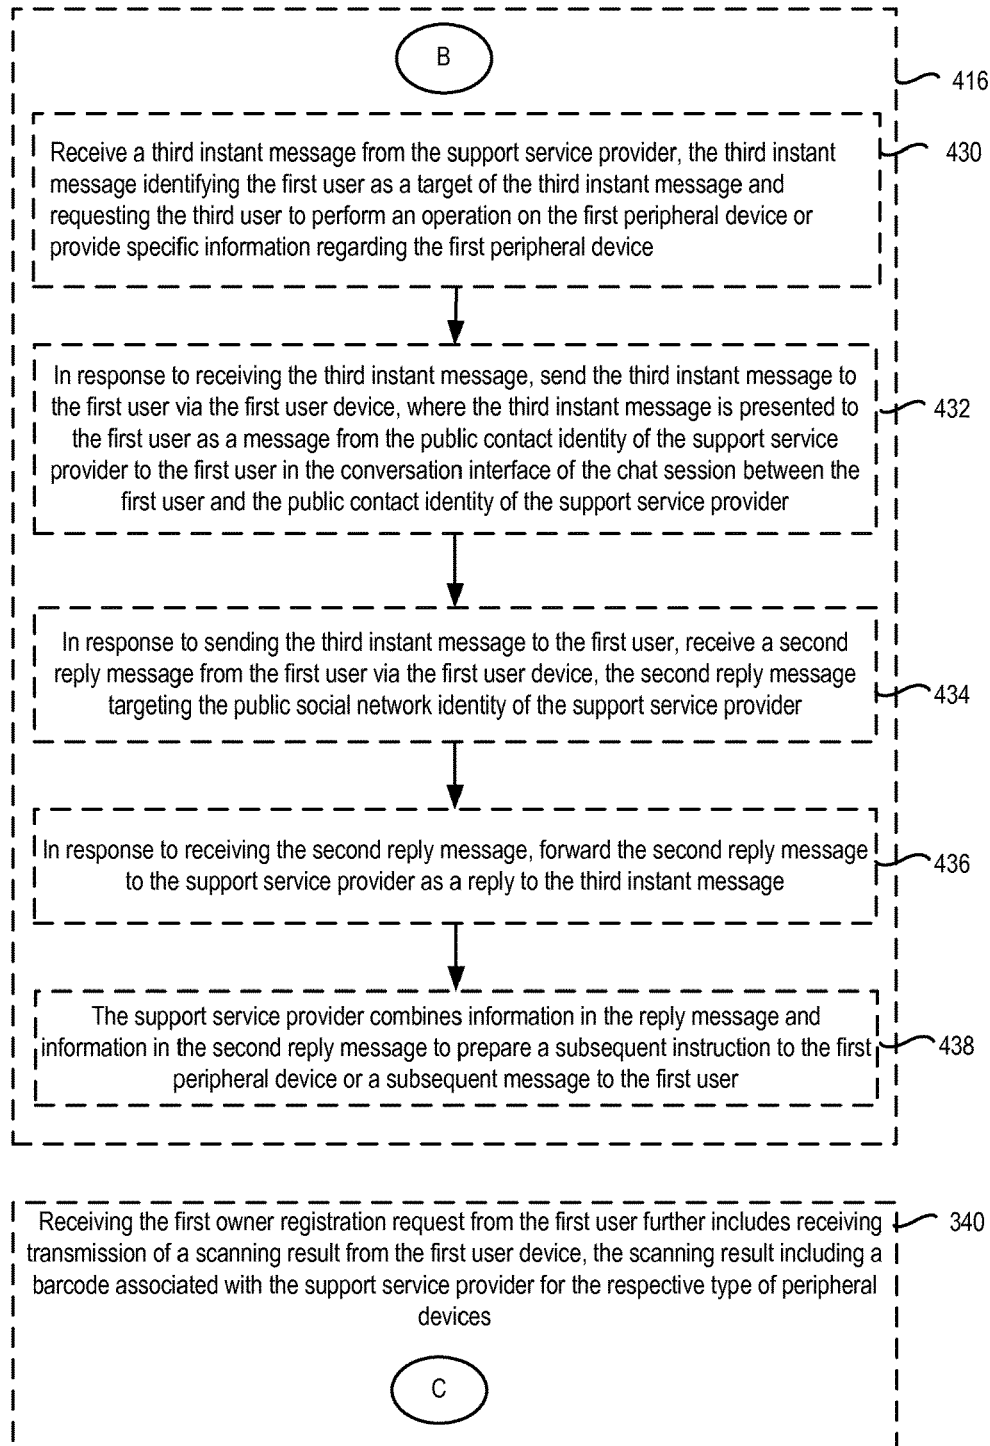 B
416
Receive a third instant message from the support service provider, the third instant
message identifying the first user as a target of the third instant message and
requesting the third user to perform an operation on the first peripheral device or
provide specific information regarding the first peripheral device
430
In response to receiving the third instant message, send the third instant message to
the first user via the first user device, where the third instant message is presented to
the first user as a message from the public contact identity of the support service
provider to the first user in the conversation interface of the chat session between the
first user and the public contact identity of the support service provider
432
In response to sending the third instant message to the first user, receive a second
reply message from the first user via the first user device, the second reply message
targeting the public social network identity of the support service provider
434
In response to receiving the second reply message, forward the second reply message
to the support service provider as a reply to the third instant message
436
The support service provider combines information in the reply message and
information in the second reply message to prepare a subsequent instruction to the first
peripheral device or a subsequent message to the first user
438
Receiving the first owner registration request from the first user further includes receiving
transmission of a scanning result from the first user device, the scanning result including a
barcode associated with the support service provider for the respective type of peripheral
devices
340
C